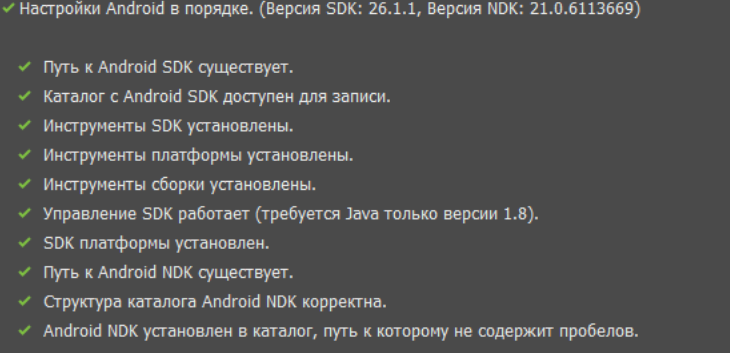 Настройки Android в порядке. (Версия SDK: 26.1.1, Версия NDK: 21.0.6113669)
Путь к Android SDK существует.
Каталог с Android SDK доступен для записи.
Инструменты SDK установлены.
Инструменты платформы установлены.
Инструменты сборки установлены.
Управление SDK работает (требуется Java только версии 1.8).
SDK платформы установлен.
Путь к Android NDK существует.
Структура каталога Android NDK корректна.
Android NDK установлен в каталог, путь к которому не содержит пробелов.